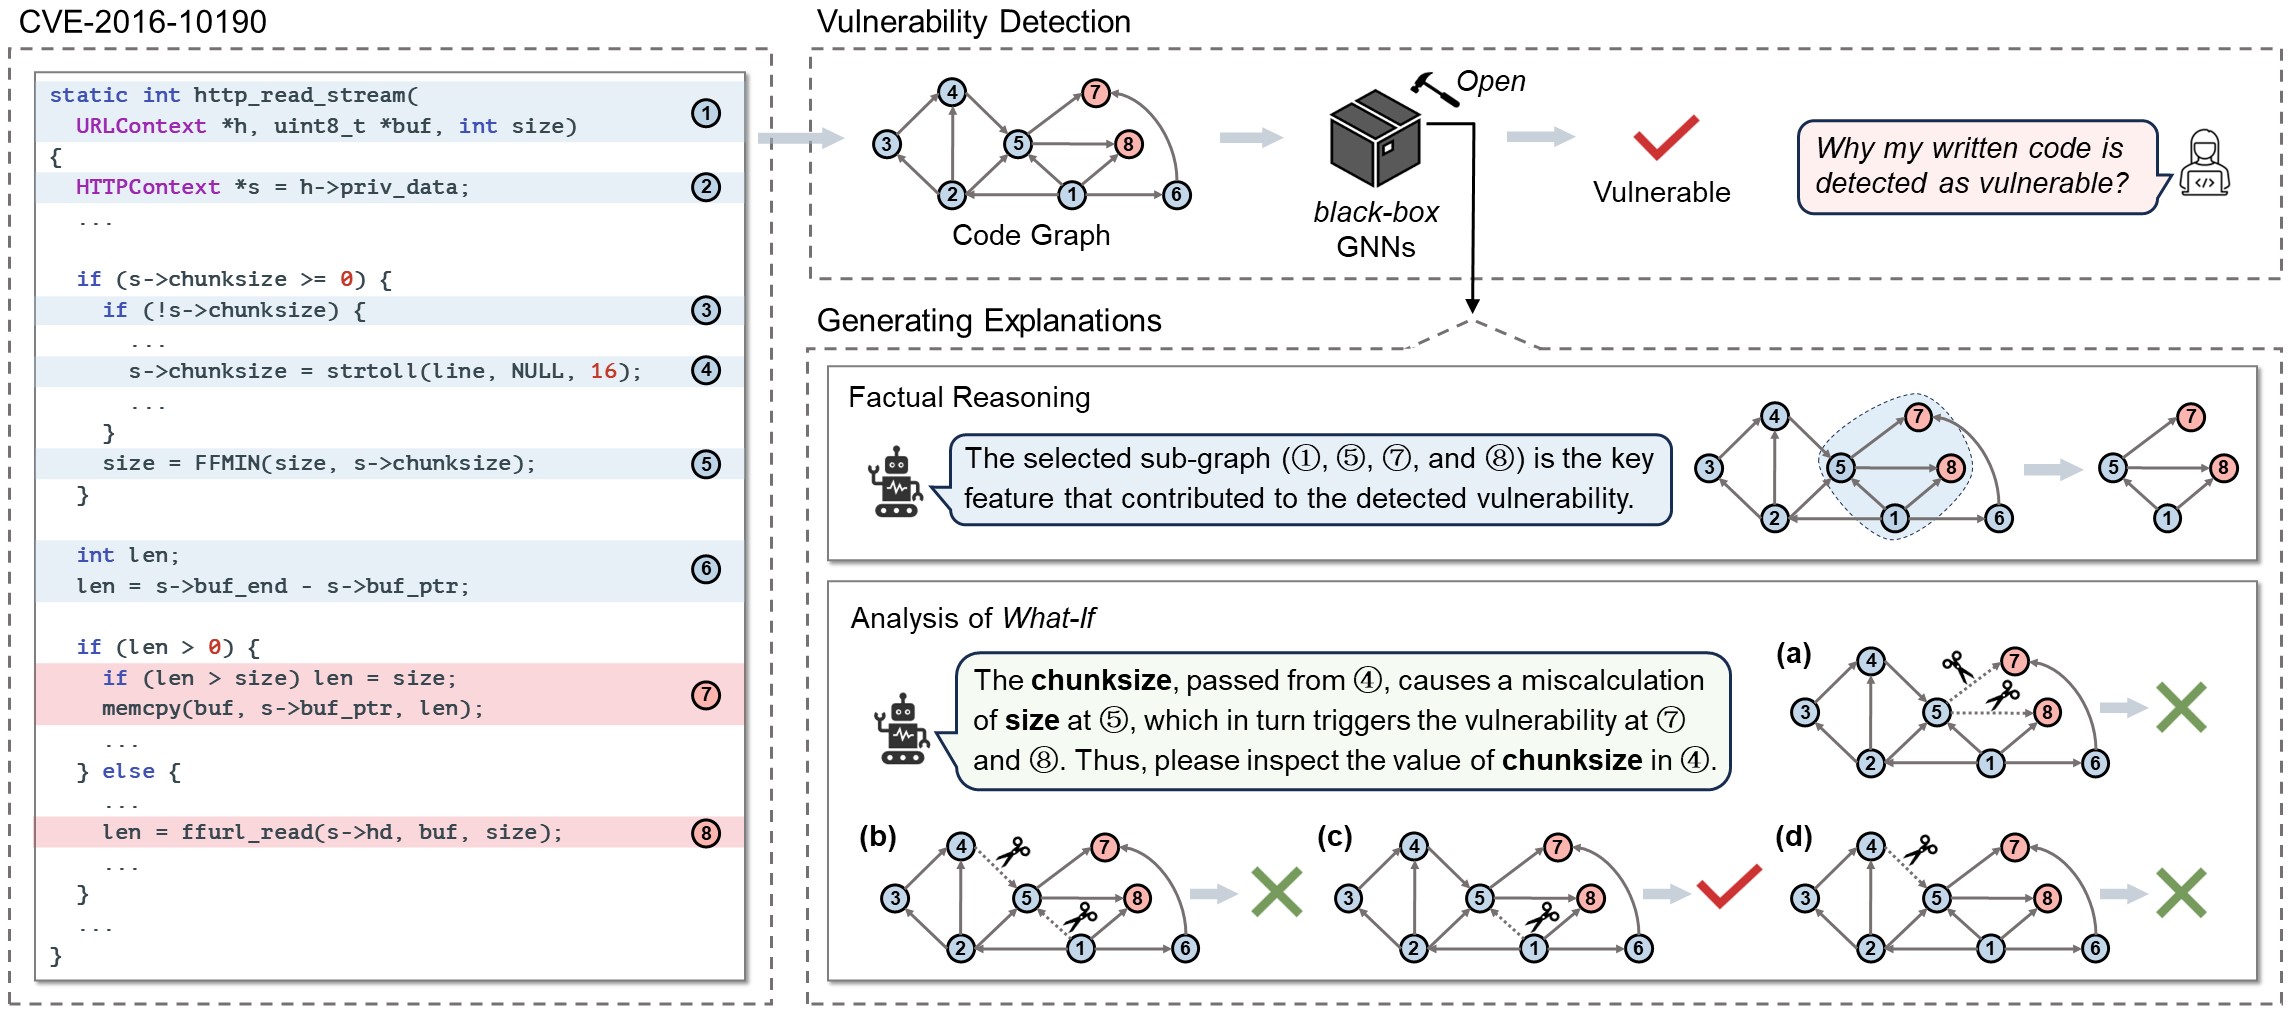 CVE-2016-10190
static int http_read_stream(
URLContext *h, uint8_t *buf, int size)
①
{
HTTPContext *s = h->priv_data;
②
...
if (s->chunksize >= 0) {
if (!s->chunksize) {
③
...
s->chunksize = strtoll(line, NULL, 16);
④
...
}
size = FFMIN(size, s->chunksize);
⑤
}
int len;
len = s->buf_end - s->buf_ptr;
⑥
if (len > 0) {
if (len > size) len = size;
memcpy(buf, s->buf_ptr, len);
⑦
...
} else {
...
len = ffurl_read(s->hd, buf, size);
⑧
...
}
...
}
Vulnerability Detection
4 7
3 5 8
2 1 6
Code Graph
Open
black-box
GNNs
Vulnerable
Why my written code is
detected as vulnerable?
</>
Generating Explanations
Factual Reasoning
The selected sub-graph (①, ⑤, ⑦, and ⑧) is the key
feature that contributed to the detected vulnerability.
4 7
3 5 8
2 1 6
7
5 8
1
Analysis of What-If
The chunksize, passed from ④, causes a miscalculation
of size at ⑤, which in turn triggers the vulnerability at ⑦
and ⑧. Thus, please inspect the value of chunksize in ④.
(a)
4 7
3 5 8
2 1 6
(b)
4 7
3 5 8
2 1 6
(c)
4 7
3 5 8
2 1 6
(d)
4 7
3 5 8
2 1 6